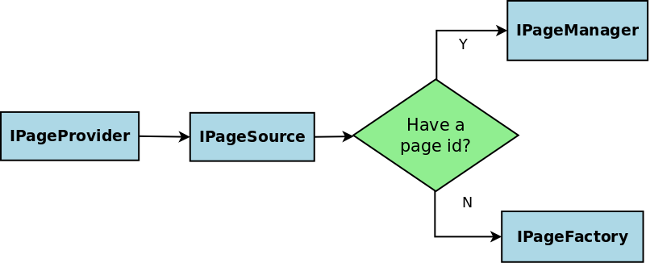 IPageProvider
IPageSource
Have a
page id?
Y
IPageManager
N
IPageFactory